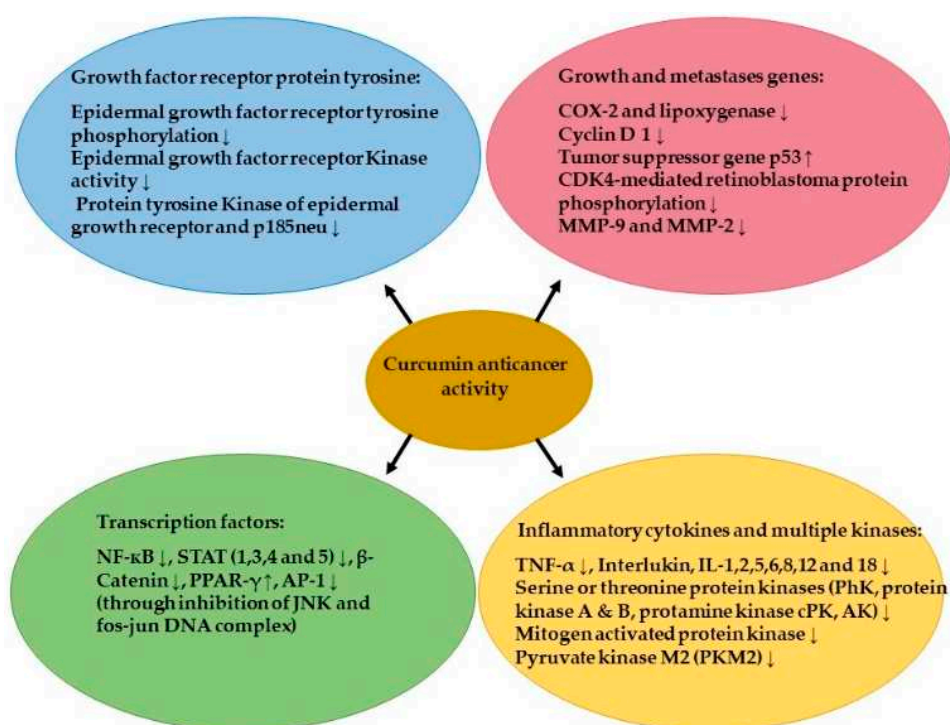 Growth factor receptor protein tyrosine:
Epidermal growth factor receptor tyrosine
phosphorylation ↓
Epidermal growth factor receptor Kinase
activity ↓
Protein tyrosine Kinase of epidermal
growth receptor and p185neu ↓
Growth and metastases genes:
COX-2 and lipoxygenase ↓
Cyclin D 1 ↓
Tumor suppressor gene p53 ↑
CDK4-mediated retinoblastoma protein
phosphorylation ↓
MMP-9 and MMP-2 ↓
Curcumin anticancer
activity
Transcription factors:
NF-κB ↓, STAT (1,3,4 and 5) ↓, β-
Catenin ↓, PPAR-γ↑, AP-1 ↓
(through inhibition of JNK and
fos-jun DNA complex)
Inflammatory cytokines and multiple kinases:
TNF-α ↓, Interlukin, IL-1,2,5,6,8,12 and 18 ↓
Serine or threonine protein kinases (PhK, protein
kinase A & B, protamine kinase cPK, AK) ↓
Mitogen activated protein kinase ↓
Pyruvate kinase M2 (PKM2) ↓